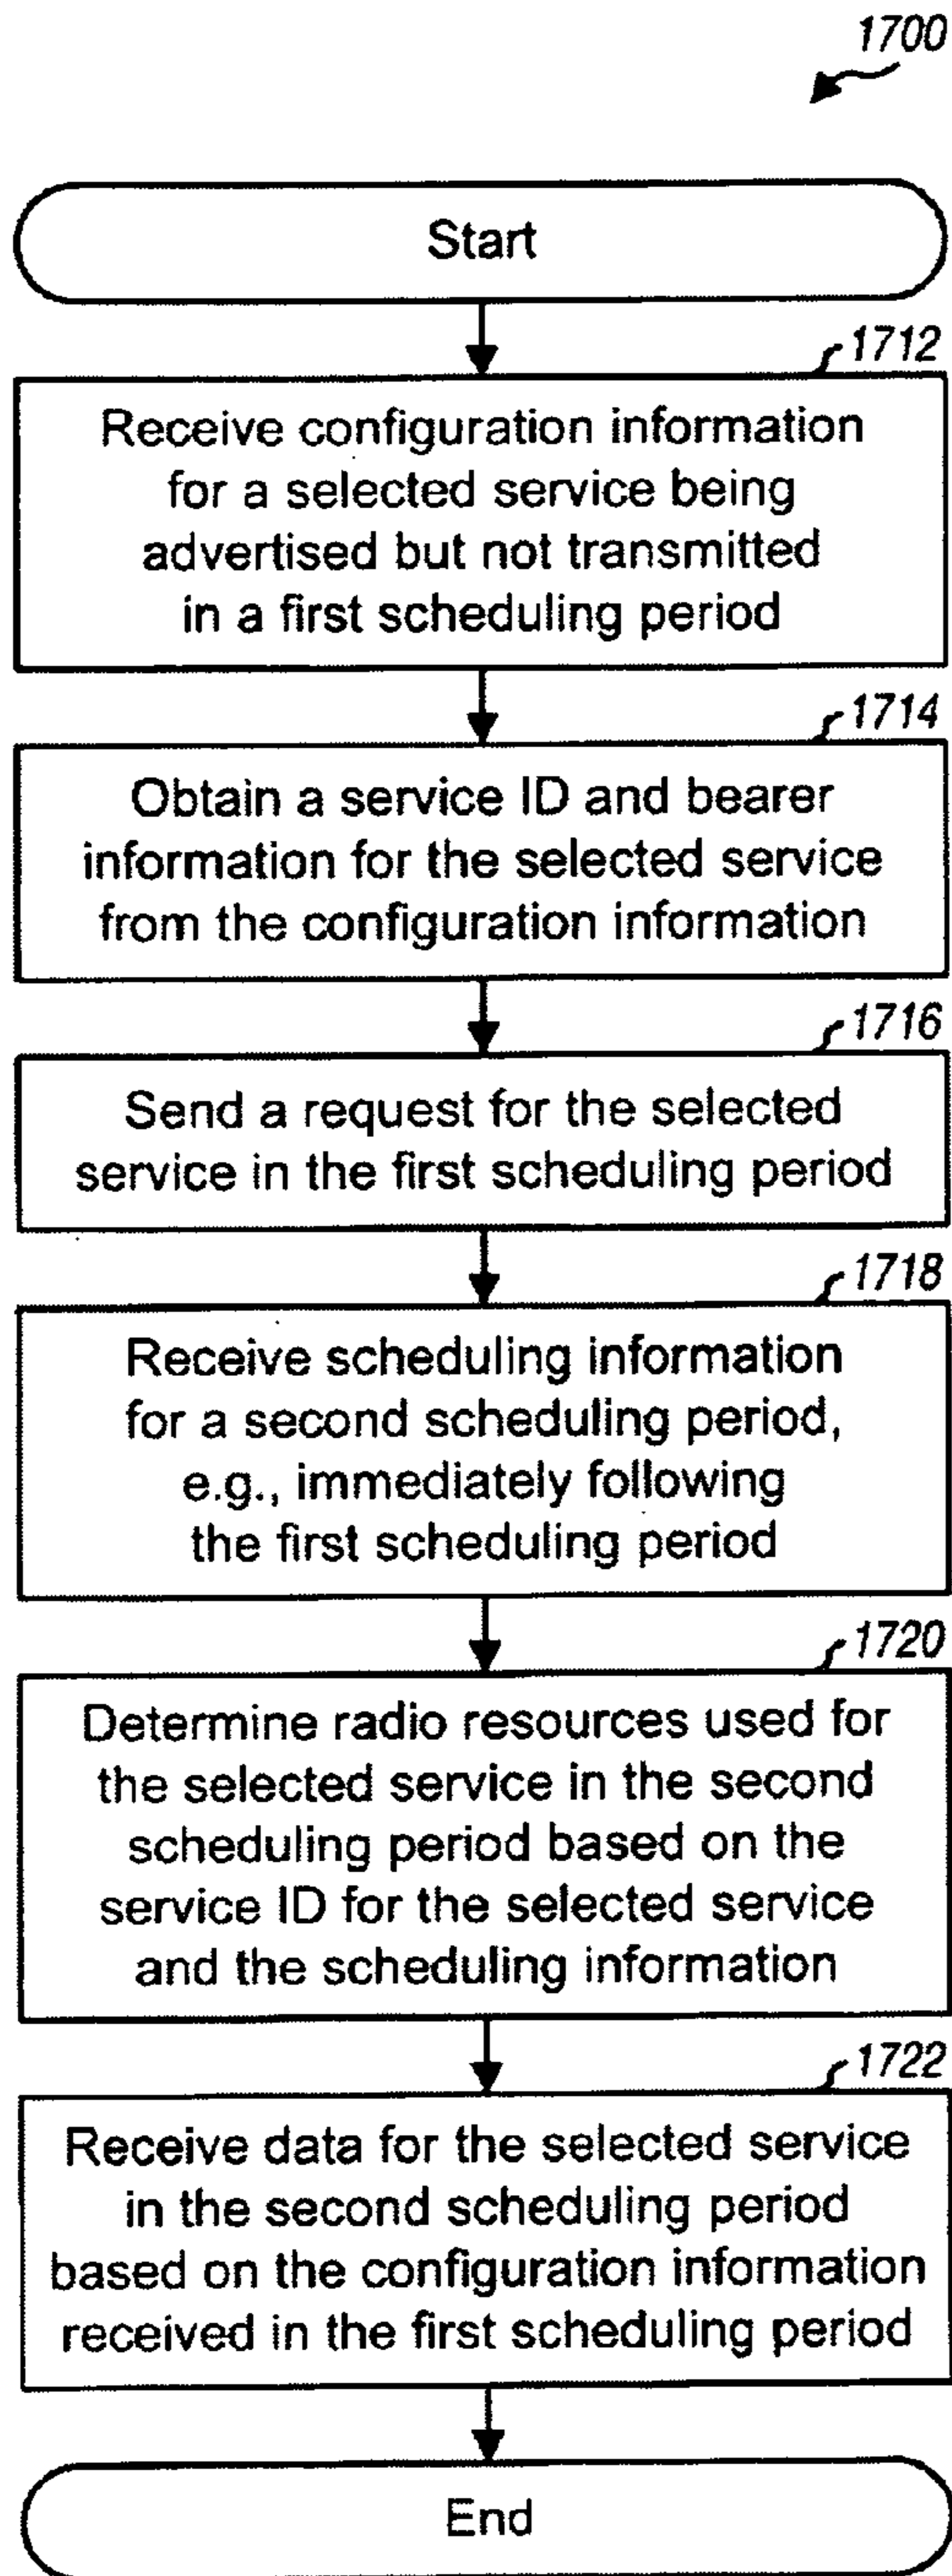 1700
Start
1712
Receive configuration information
for a selected service being
advertised but not transmitted
in a first scheduling period
1714
Obtain a service ID and bearer
information for the selected service
from the configuration information
1716
Send a request for the selected
service in the first scheduling period
1718
Receive scheduling information
for a second scheduling period,
e.g., immediately following
the first scheduling period
1720
Determine radio resources used for
the selected service in the second
scheduling period based on the
service ID for the selected service
and the scheduling information
1722
Receive data for the selected service
in the second scheduling period
based on the configuration information
received in the first scheduling period
End